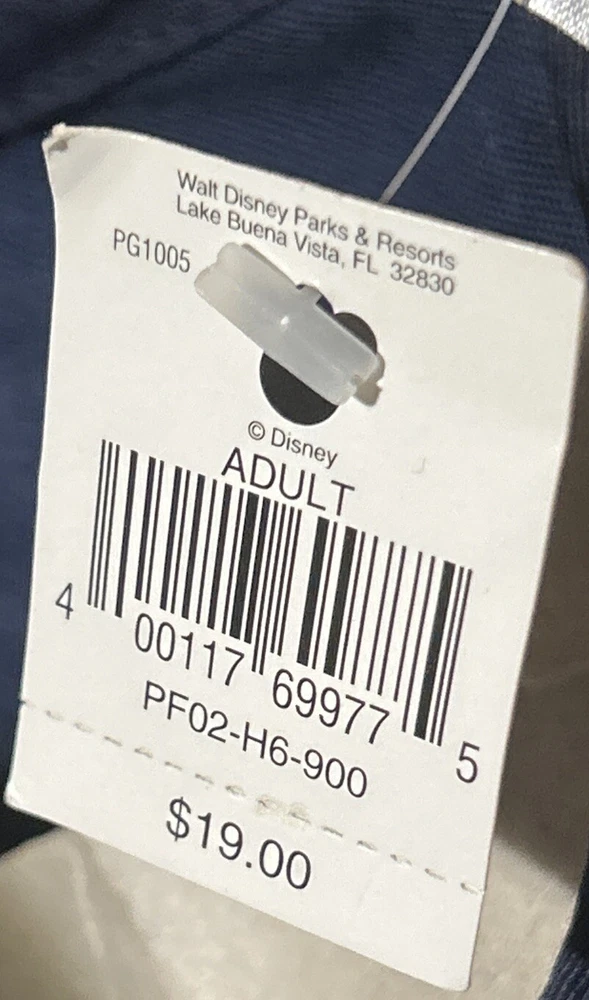 Walt Disney Parks & Resorts
Lake Buena Vista, FL 32830
PG1005
© Disney
ADULT
4 00117 69977 5
PF02-H6-900
$19.00